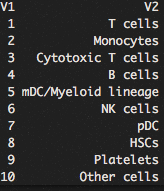 V1 V2
1 T cells
2 Monocytes
3 Cytotoxic T cells
4 B cells
5 mDC/Myeloid lineage
6 NK cells
7 pDC
8 HSCs
9 Platelets
10 Other cells